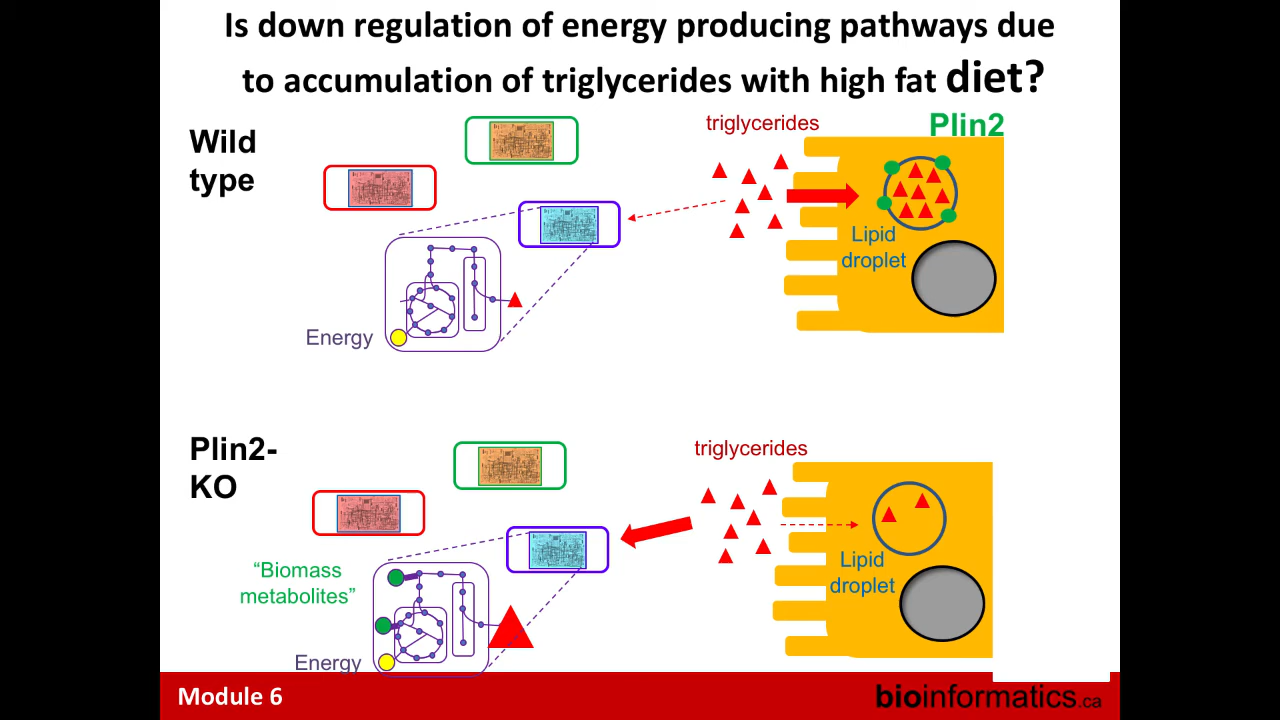 Is down regulation of energy producing pathways due
to accumulation of triglycerides with high fat diet?
Wild
type
triglycerides
Plin2
Lipid
droplet
Energy
Plin2-
KO
triglycerides
"Biomass
metabolites"
Lipid
droplet
Energy
Module 6
bioinformatics.ca